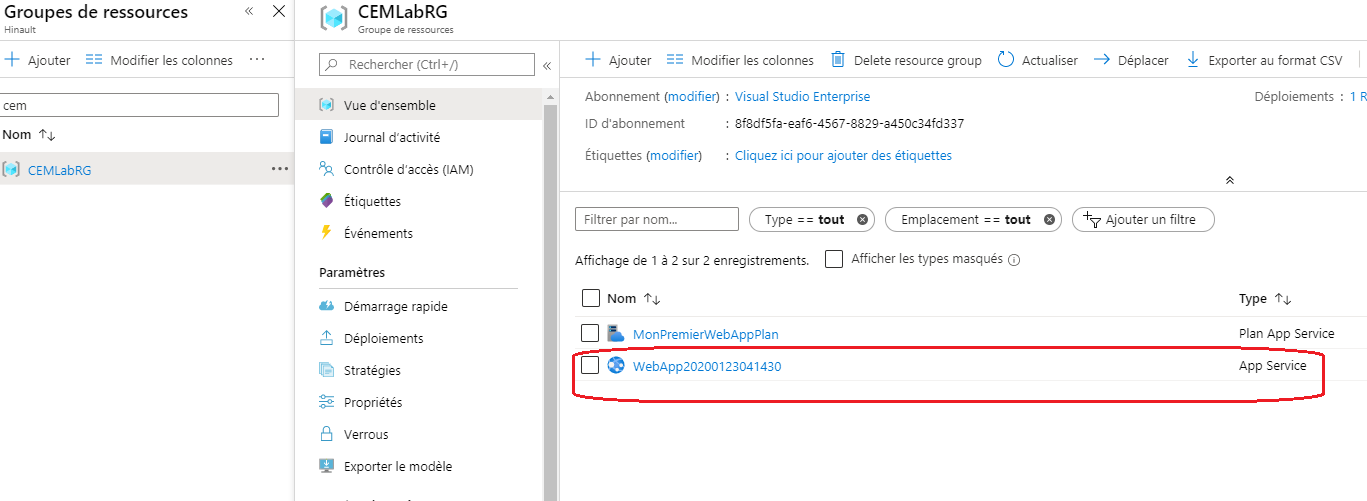 Groupes de ressources
Hinault
Ajouter
Modifier les colonnes
cem
Nom
CEMLabRG
CEMLabRG
Groupe de ressources
Rechercher (Ctrl+/)
Vue d'ensemble
Journal d'activité
Contrôle d'accès (IAM)
Étiquettes
Événements
Paramètres
Démarrage rapide
Déploiements
Stratégies
Propriétés
Verrous
Exporter le modèle
Ajouter
Modifier les colonnes
Delete resource group
Actualiser
Déplacer
Exporter au format CSV
Abonnement (modifier) : Visual Studio Enterprise
Déploiements : 1 R
ID d'abonnement : 8f8df5fa-eaf6-4567-8829-a450c34fd337
Étiquettes (modifier) : Cliquez ici pour ajouter des étiquettes
Filtrer par nom...
Type == tout
Emplacement == tout
Ajouter un filtre
Affichage de 1 à 2 sur 2 enregistrements.
Afficher les types masqués
Nom
Type
MonPremierWebAppPlan
Plan App Service
WebApp20200123041430
App Service